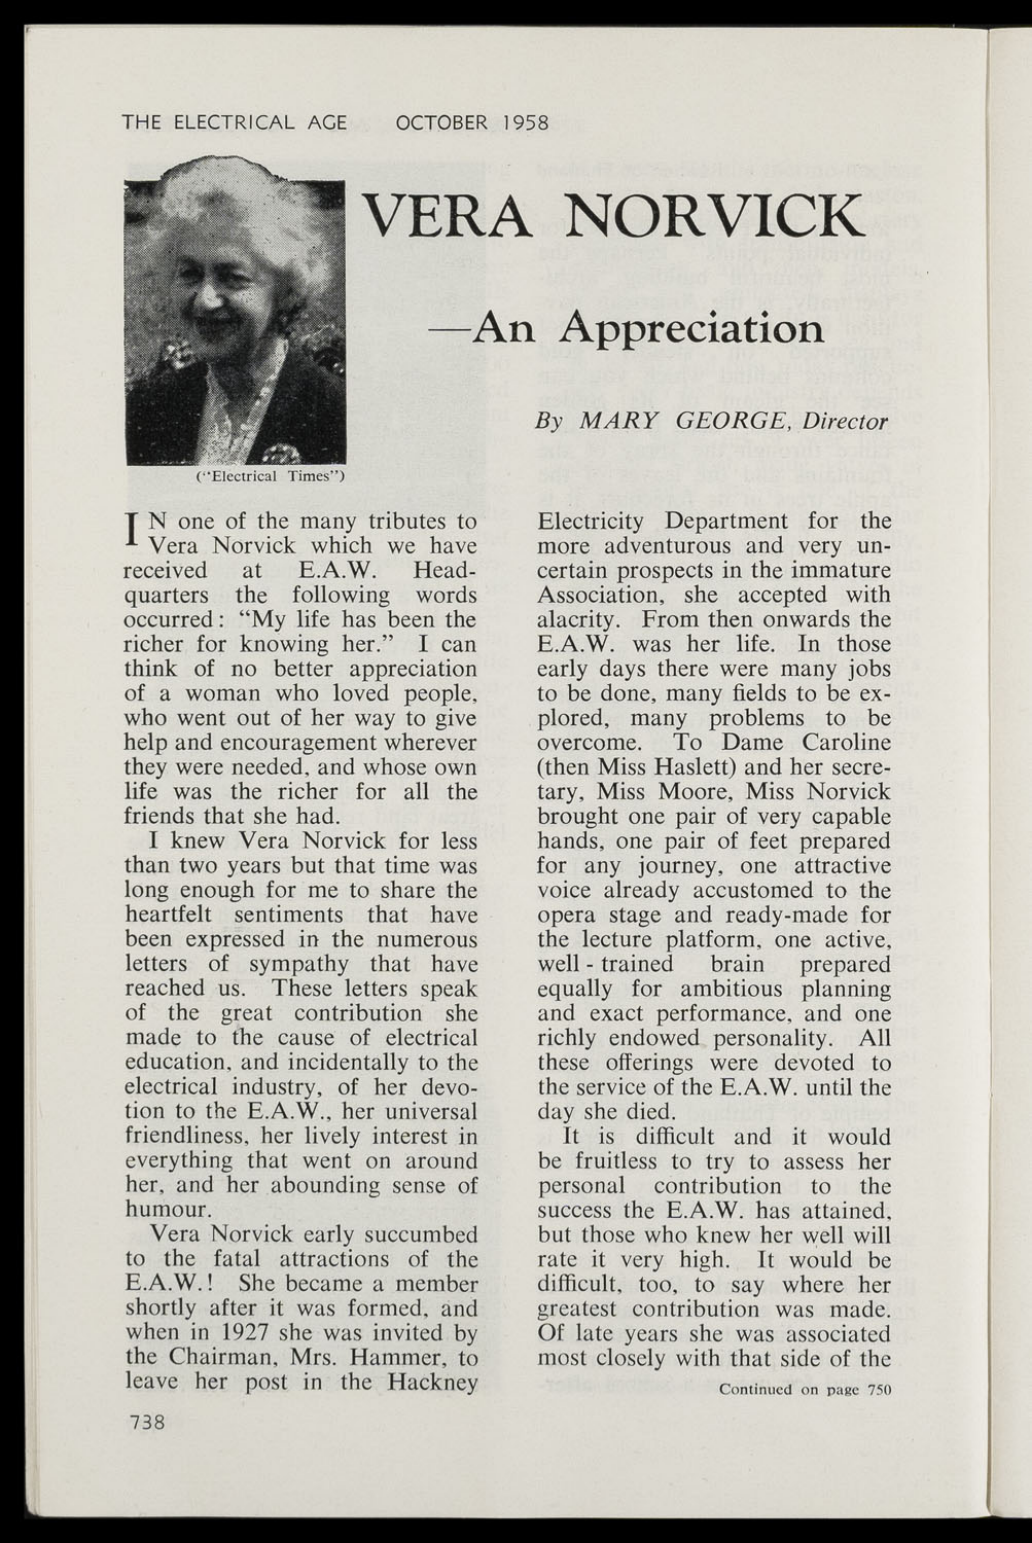 THE ELECTRICAL AGE OCTOBER 1958
VERA NORVICK
—An Appreciation
By MARY GEORGE, Director
("Electrical Times")
IN one of the many tributes to
Vera Norvick which we have
received at E.A.W. Head-
quarters the following words
occurred: "My life has been the
richer for knowing her." I can
think of no better appreciation
of a woman who loved people,
who went out of her way to give
help and encouragement wherever
they were needed, and whose own
life was the richer for all the
friends that she had.
I knew Vera Norvick for less
than two years but that time was
long enough for me to share the
heartfelt sentiments that have
been expressed in the numerous
letters of sympathy that have
reached us. These letters speak
of the great contribution she
made to the cause of electrical
education, and incidentally to the
electrical industry, of her devo-
tion to the E.A.W., her universal
friendliness, her lively interest in
everything that went on around
her, and her abounding sense of
humour.
Vera Norvick early succumbed
to the fatal attractions of the
E.A.W.! She became a member
shortly after it was formed, and
when in 1927 she was invited by
the Chairman, Mrs. Hammer, to
leave her post in the Hackney
Electricity Department for the
more adventurous and very un-
certain prospects in the immature
Association, she accepted with
alacrity. From then onwards the
E.A.W. was her life. In those
early days there were many jobs
to be done, many fields to be ex-
plored, many problems to be
overcome. To Dame Caroline
(then Miss Haslett) and her secre-
tary, Miss Moore, Miss Norvick
brought one pair of very capable
hands, one pair of feet prepared
for any journey, one attractive
voice already accustomed to the
opera stage and ready-made for
the lecture platform, one active,
well-trained brain prepared
equally for ambitious planning
and exact performance, and one
richly endowed personality. All
these offerings were devoted to
the service of the E.A.W. until the
day she died.
It is difficult and it would
be fruitless to try to assess her
personal contribution to the
success the E.A.W. has attained,
but those who knew her well will
rate it very high. It would be
difficult, too, to say where her
greatest contribution was made.
Of late years she was associated
most closely with that side of the
Continued on page 750
738